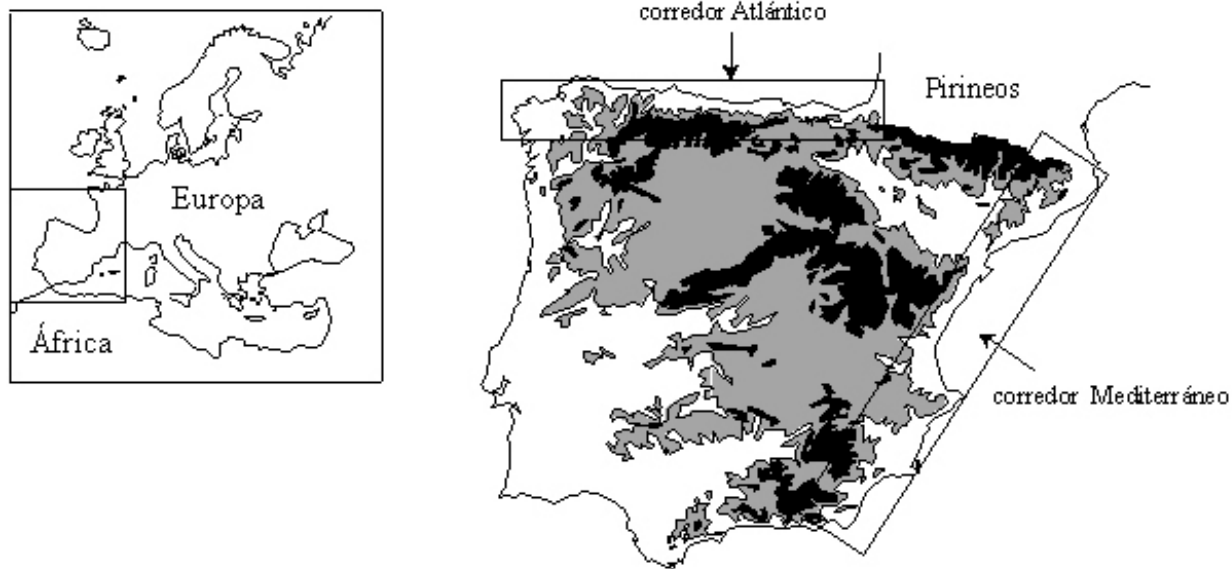 corredor Atlántico
Pirineos
Europa
África
corredor Mediterráneo